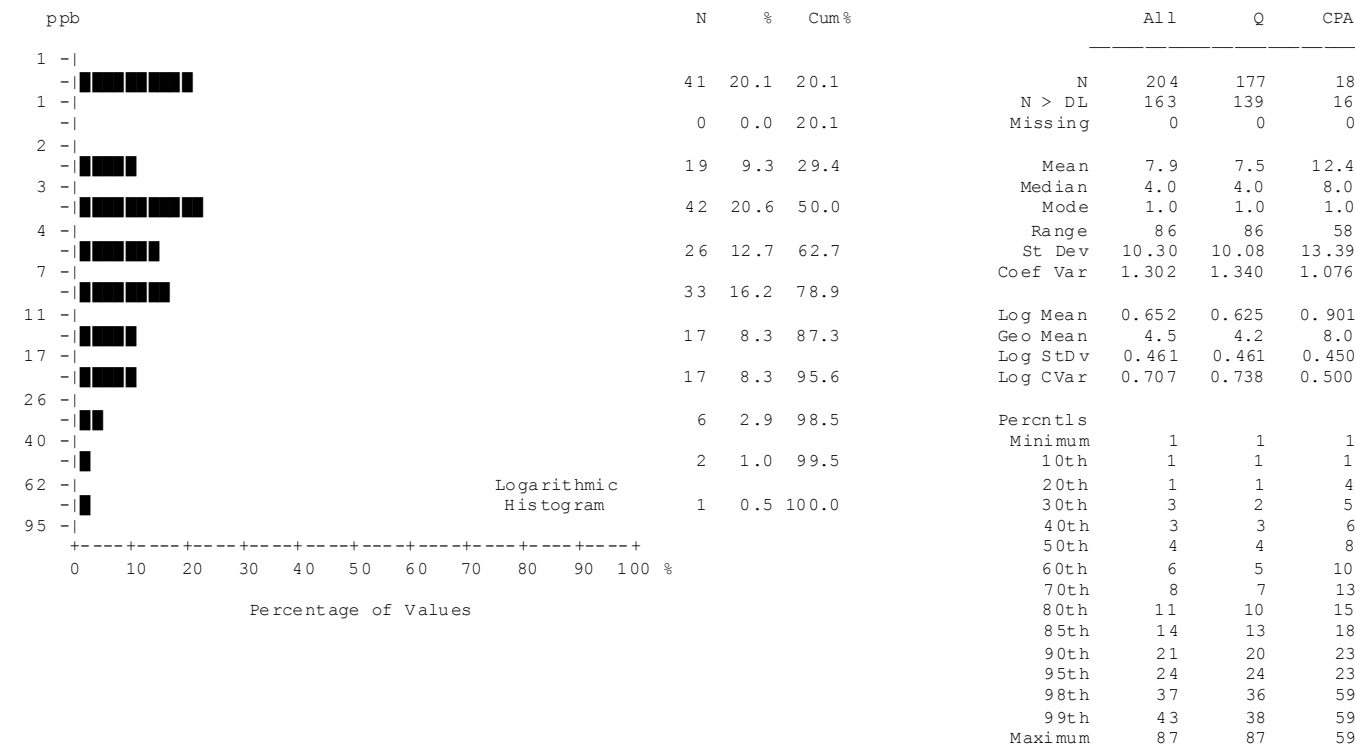 ppb N % Cum% All Q CPA
1 -|
-| 41 20.1 20.1 N 204 177 18
1 -| N > DL 163 139 16
-| 0 0.0 20.1 Missing 0 0 0
2 -|
-| 19 9.3 29.4 Mean 7.9 7.5 12.4
3 -| Median 4.0 4.0 8.0
-| 42 20.6 50.0 Mode 1.0 1.0 1.0
4 -| Range 86 86 58
-| 26 12.7 62.7 St Dev 10.30 10.08 13.39
7 -| Coef Var 1.302 1.340 1.076
-| 33 16.2 78.9
11 -| Log Mean 0.652 0.625 0.901
-| 17 8.3 87.3 Geo Mean 4.5 4.2 8.0
17 -| Log StDv 0.461 0.461 0.450
-| 17 8.3 95.6 Log CVar 0.707 0.738 0.500
26 -|
-| 6 2.9 98.5 Percntls
40 -| Minimum 1 1 1
-| 2 1.0 99.5 10th 1 1 1
62 -| Logarithmic 20th 1 1 4
-| Histogram 1 0.5 100.0 30th 3 2 5
95 -| 40th 3 3 6
+----+----+----+----+----+----+----+----+----+----+ 50th 4 4 8
0 10 20 30 40 50 60 70 80 90 100 % 60th 6 5 10
70th 8 7 13
Percentage of Values 80th 11 10 15
85th 14 13 18
90th 21 20 23
95th 24 24 23
98th 37 36 59
99th 43 38 59
Maximum 87 87 59